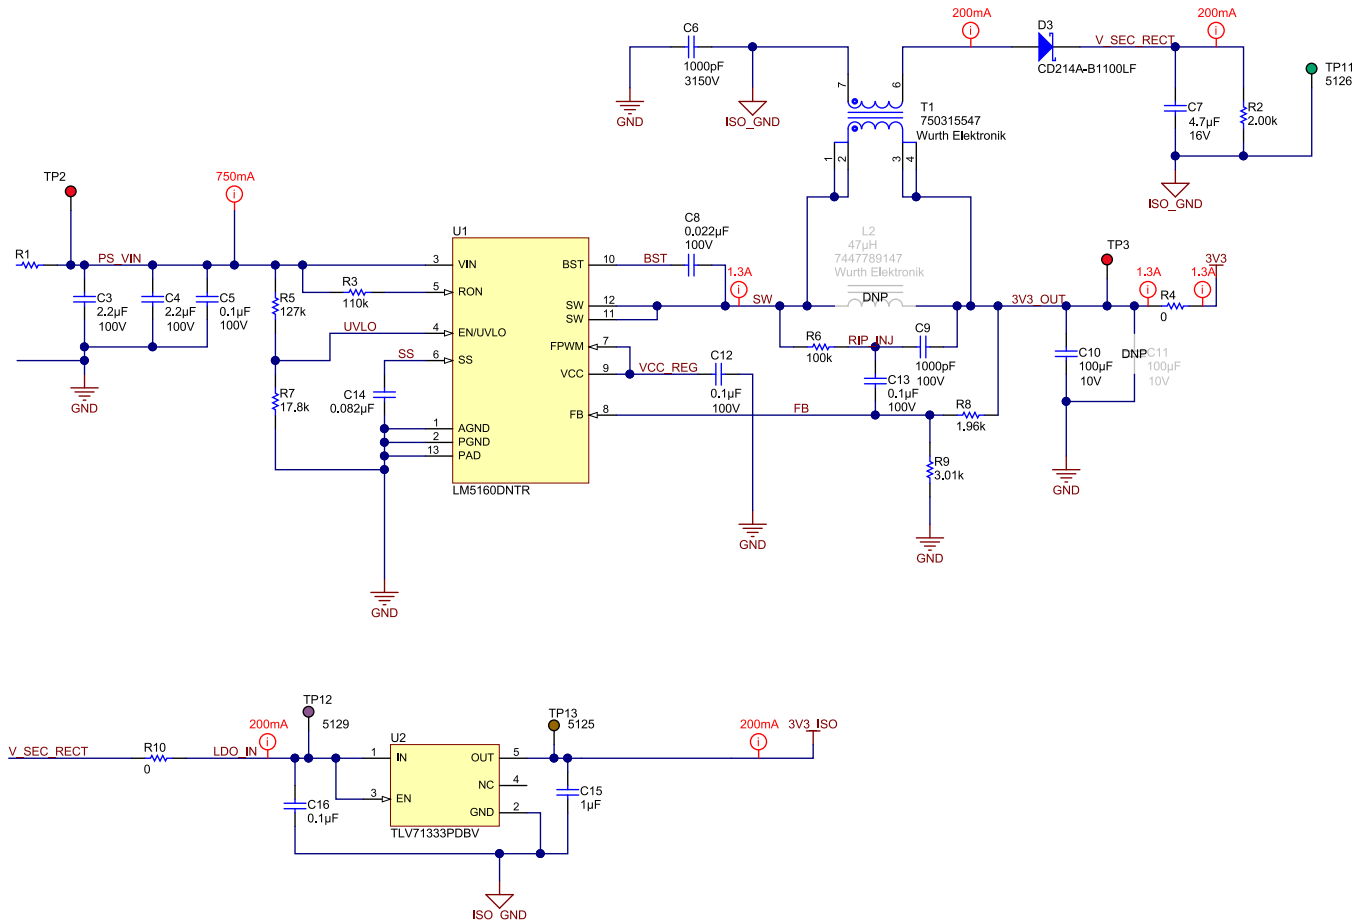 200mA
D3
V_SEC_RECT
CD214A-B1100LF
200mA
C6
1000pF
3150V
GND
ISO_GND
7
6
T1
750315547
Wurth Elektronik
1
2
3
4
C7
4.7µF
16V
R2
2.00k
TP11
5126
ISO_GND
TP2
750mA
R1
PS_VIN
C3
2.2µF
100V
C4
2.2µF
100V
C5
0.1µF
100V
GND
R5
127k
R3
110k
UVLO
SS
R7
17.8k
C14
0.082µF
GND
U1
3
VIN
5
RON
4
EN/UVLO
6
SS
1
AGND
2
PGND
13
PAD
BST
10
SW
12
SW
11
FPWM
7
VCC
9
FB
8
LM5160DNTR
BST
C8
0.022µF
100V
1.3A
SW
L2
47µH
7447789147
Wurth Elektronik
DNP
R6
100k
RIP_INJ
C9
1000pF
100V
VCC_REG
C12
0.1µF
100V
GND
C13
0.1µF
100V
FB
R8
1.96k
R9
3.01k
GND
3V3_OUT
TP3
1.3A
1.3A
3V3
R4
0
C10
100µF
10V
DNP
C11
100µF
10V
GND
V_SEC_RECT
R10
0
LDO_IN
200mA
TP12
5129
C16
0.1µF
U2
1
IN
3
EN
OUT
5
NC
4
GND
2
TLV71333PDBV
TP13
5125
C15
1µF
200mA
3V3_ISO
ISO_GND